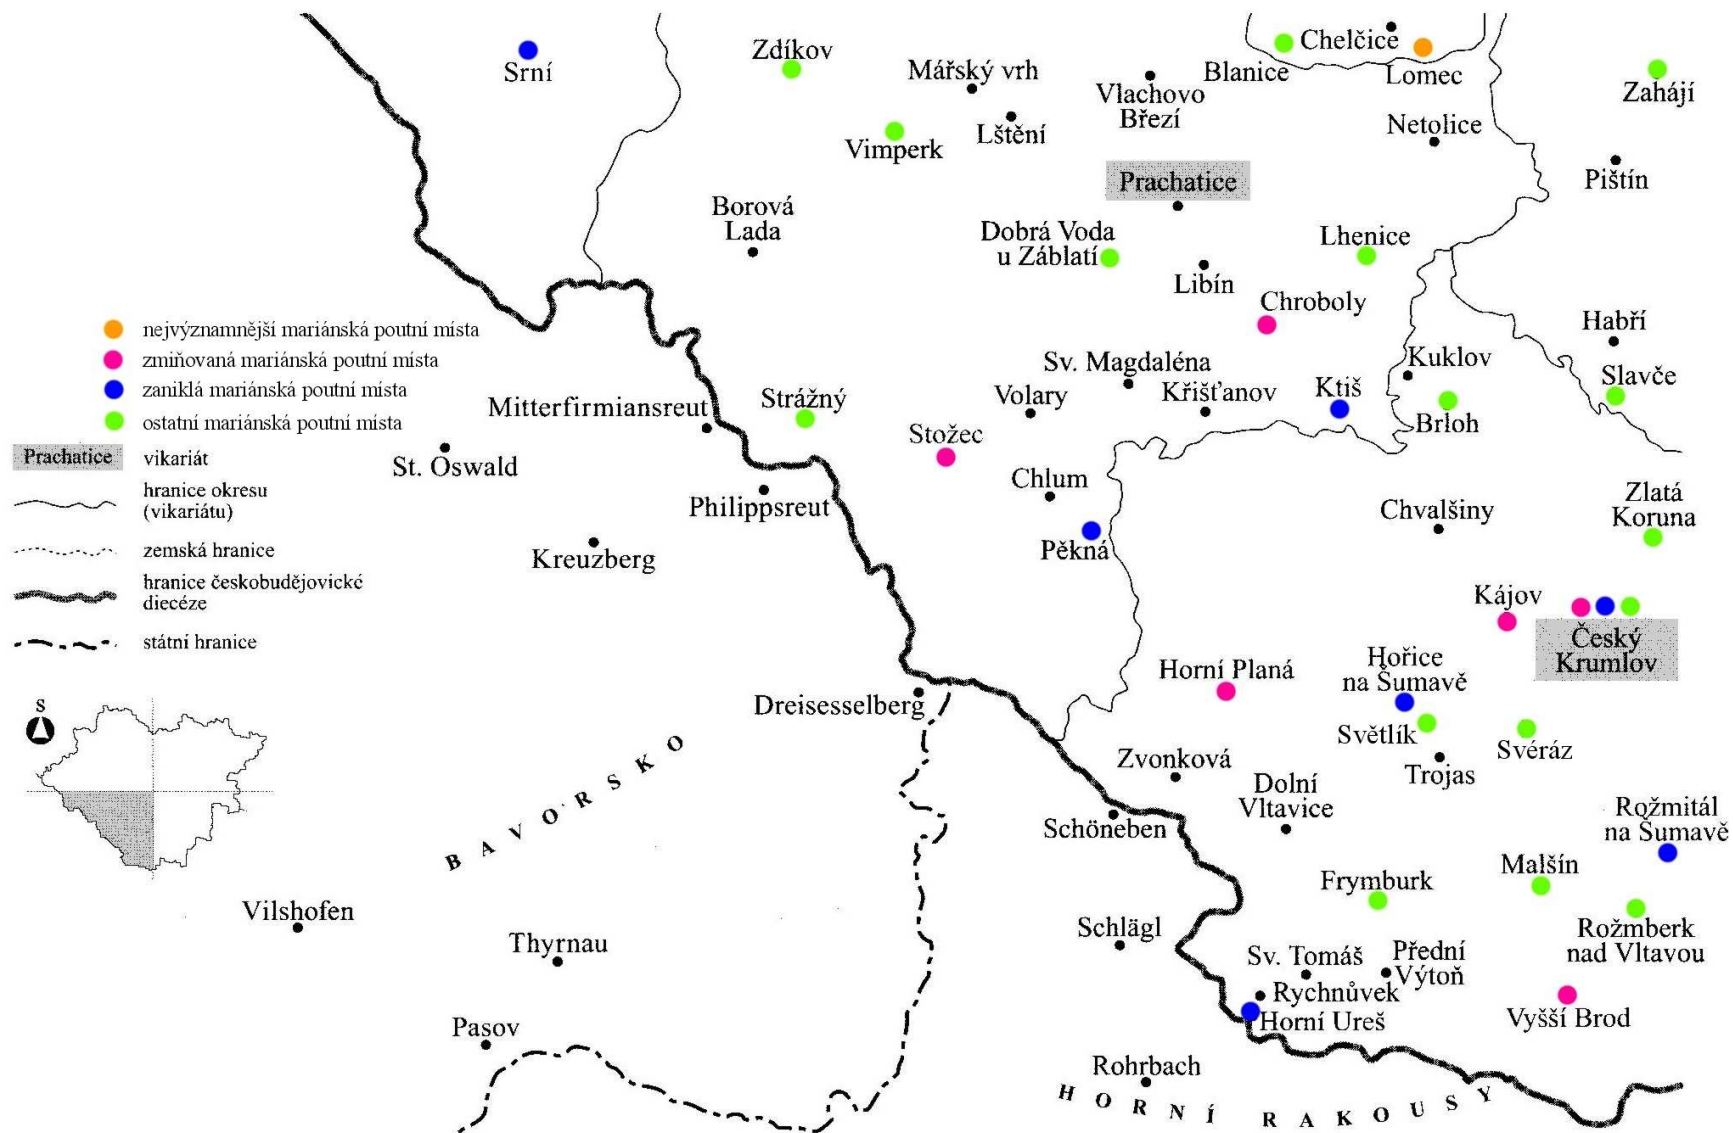 Srní
Zdíkov
Mářský vrh
Lštění
Vlachovo
Březí
Blanice
Chelčice
Lomec
Netolice
Zahájí
Pištín
Vimperk
Prachatice
Borová
Lada
Dobrá Voda
u Záblatí
Libín
Lhenice
Chroboly
Habří
Slavče
nejvýznamnější mariánská poutní místa
zmiňovaná mariánská poutní místa
zaniklá mariánská poutní místa
ostatní mariánská poutní místa
Prachatice
vikariát
hranice okresu
(vikariátu)
zemská hranice
hranice českobudějovické
diecéze
státní hranice
S
Mitterfirmiansreut
Strážný
St. Oswald
Philippsreut
Kreuzberg
Stožec
Volary
Sv. Magdaléna
Křišťanov
Ktiš
Kuklov
Brloh
Chlum
Pěkná
Chvalšiny
Zlatá
Koruna
Kájov
Český
Krumlov
Dreisesselberg
Horní Planá
Hořice
na Šumavě
Světlík
Svéráz
Trojas
Zvonková
Dolní
Vltavice
Schöneben
Rožmitál
na Šumavě
BAVORSKO
Malšín
Frymburk
Rožmberk
nad Vltavou
Vilshofen
Thyrnau
Pasov
Schlägl
Sv. Tomáš
Přední
Výtoň
Rychnůvek
Horní Ureš
Vyšší Brod
Rohrbach
HORNÍ RAKOUSY